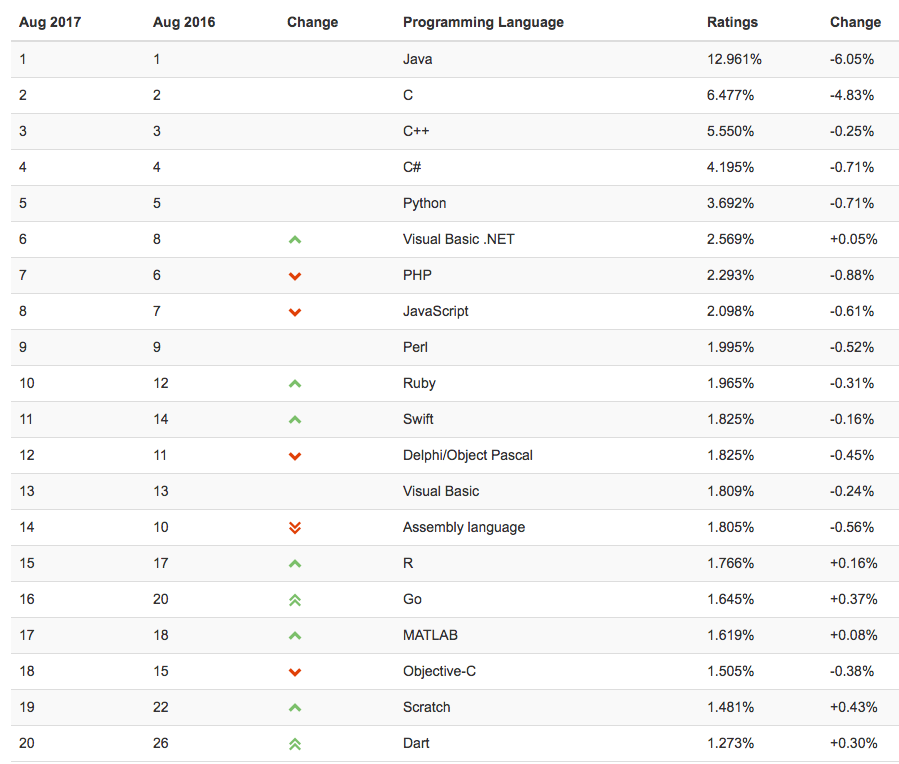 Aug 2017 Aug 2016 Change Programming Language Ratings Change
1 1 Java 12.961% -6.05%
2 2 C 6.477% -4.83%
3 3 C++ 5.550% -0.25%
4 4 C# 4.195% -0.71%
5 5 Python 3.692% -0.71%
6 8 Visual Basic .NET 2.569% +0.05%
7 6 PHP 2.293% -0.88%
8 7 JavaScript 2.098% -0.61%
9 9 Perl 1.995% -0.52%
10 12 Ruby 1.965% -0.31%
11 14 Swift 1.825% -0.16%
12 11 Delphi/Object Pascal 1.825% -0.45%
13 13 Visual Basic 1.809% -0.24%
14 10 Assembly language 1.805% -0.56%
15 17 R 1.766% +0.16%
16 20 Go 1.645% +0.37%
17 18 MATLAB 1.619% +0.08%
18 15 Objective-C 1.505% -0.38%
19 22 Scratch 1.481% +0.43%
20 26 Dart 1.273% +0.30%